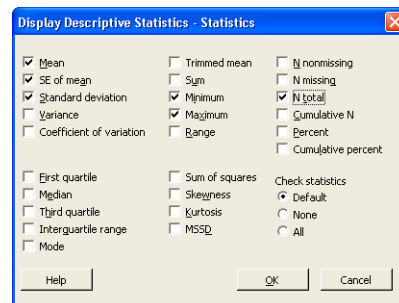 Display Descriptive Statistics - Statistics
Mean
SE of mean
Standard deviation
Variance
Coefficient of variation
Trimmed mean
Sum
Minimum
Maximum
Range
N nonmissing
N missing
N total
Cumulative N
Percent
Cumulative percent
First quartile
Median
Third quartile
Interquartile range
Mode
Sum of squares
Skewness
Kurtosis
MSSD
Check statistics
Default
None
All
Help
OK
Cancel